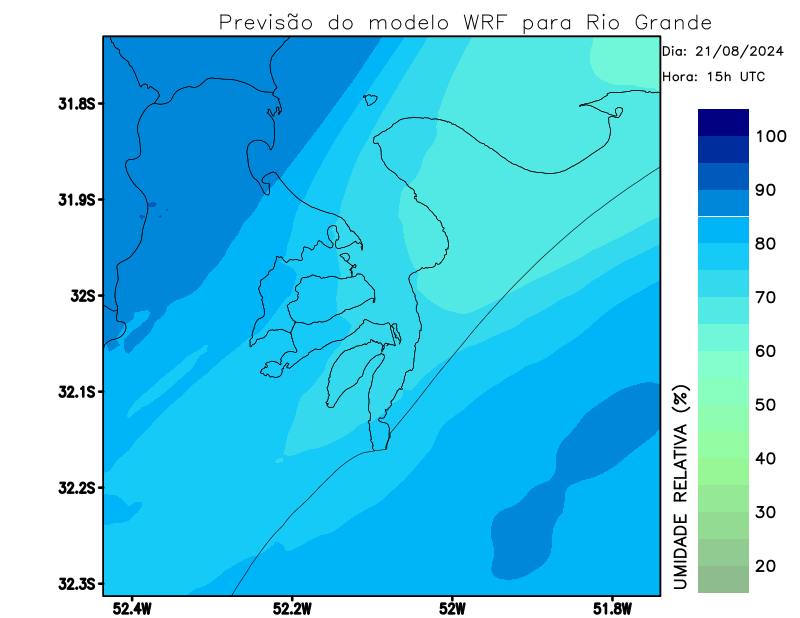 Previsão do modelo WRF para Rio Grande
Dia: 21/08/2024
Hora: 15h UTC
31.8S
31.9S
32S
32.1S
32.2S
32.3S
52.4W
52.2W
52W
51.8W
UMIDADE RELATIVA (%)
100
90
80
70
60
50
40
30
20